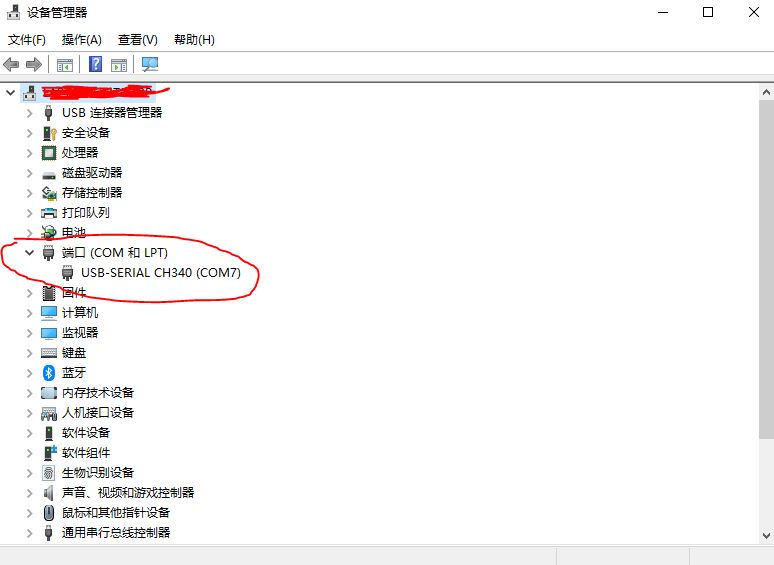 设备管理器
文件(F) 操作(A) 查看(V) 帮助(H)
USB 连接器管理器
安全设备
处理器
磁盘驱动器
存储控制器
打印队列
电池
端口 (COM 和 LPT)
USB-SERIAL CH340 (COM7)
固件
计算机
监视器
键盘
蓝牙
内存技术设备
人机接口设备
软件设备
软件组件
生物识别设备
声音、视频和游戏控制器
鼠标和其他指针设备
通用串行总线控制器